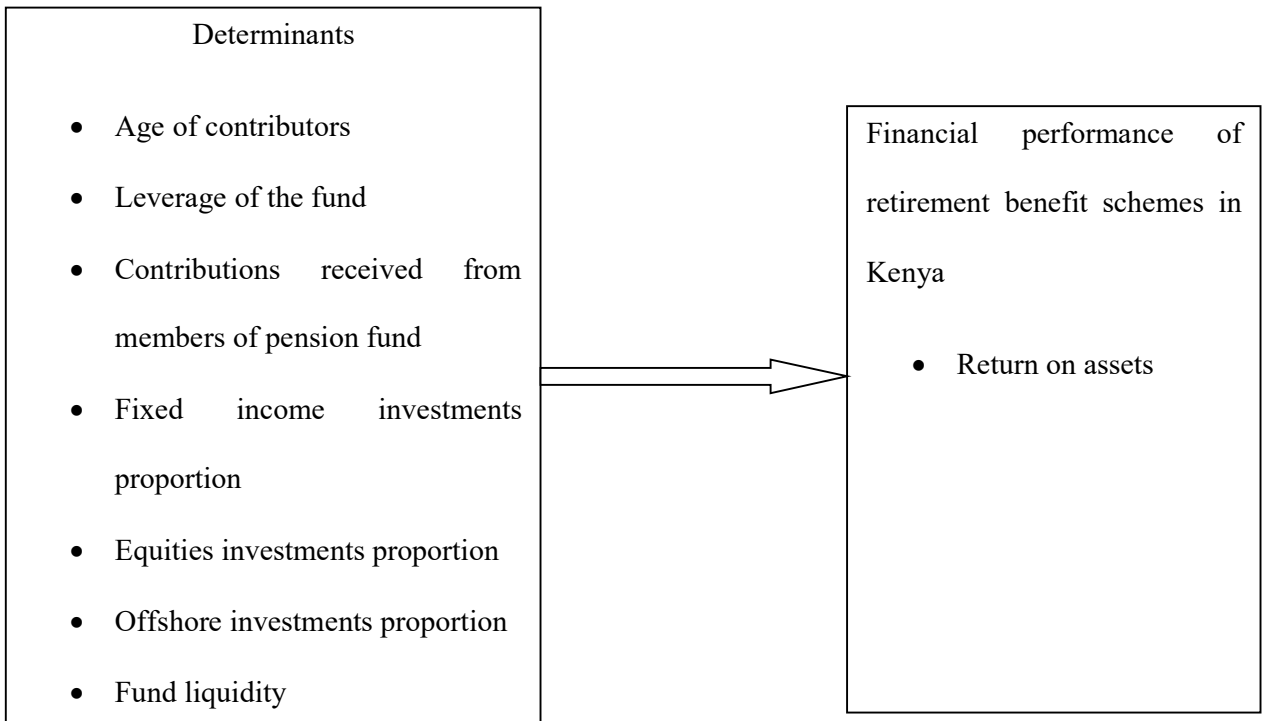 Determinants
• Age of contributors
• Leverage of the fund
• Contributions received from
members of pension fund
• Fixed income investments
proportion
• Equities investments proportion
• Offshore investments proportion
• Fund liquidity
Financial performance of
retirement benefit schemes in
Kenya
• Return on assets